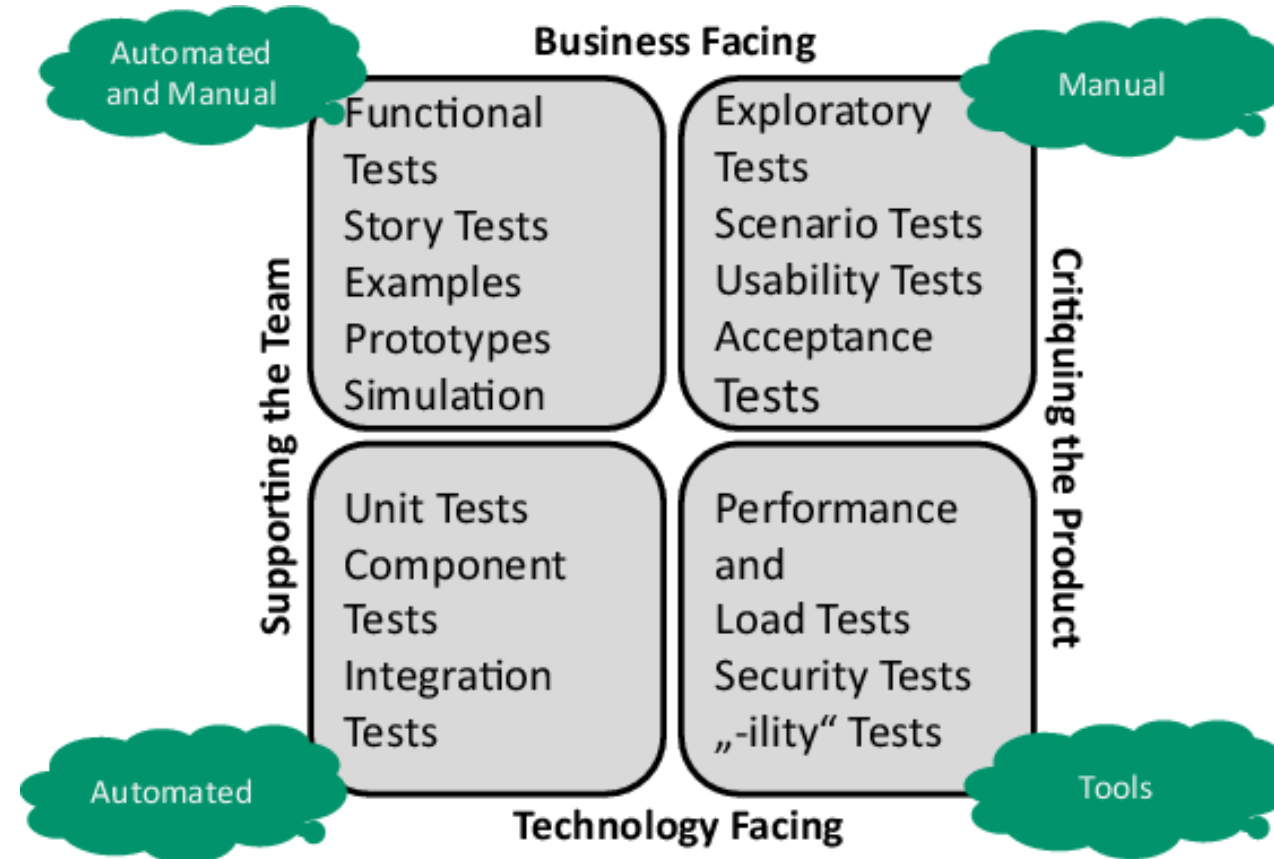 Automated
and Manual
Business Facing
Manual
Functional
Tests
Story Tests
Examples
Prototypes
Simulation
Exploratory
Tests
Scenario Tests
Usability Tests
Acceptance
Tests
Supporting the Team
Critiquing the Product
Unit Tests
Component
Tests
Integration
Tests
Performance
and
Load Tests
Security Tests
„-ility“ Tests
Automated
Tools
Technology Facing